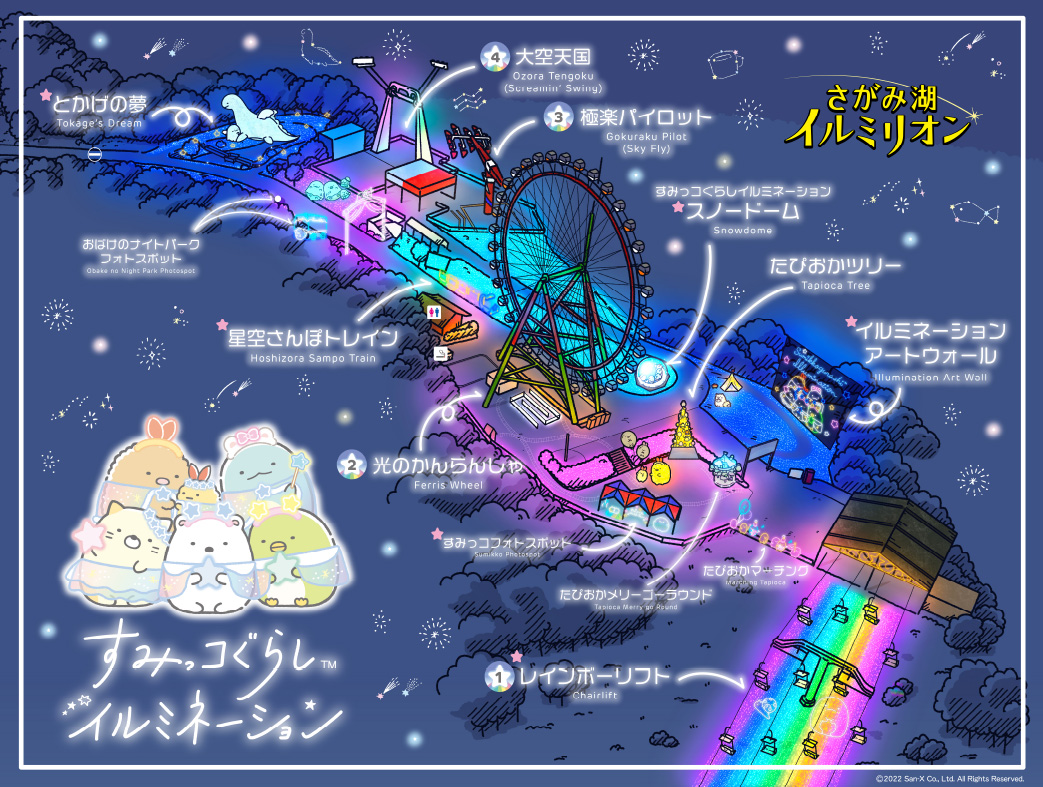 ④ 大空天国
Ozora Tengoku
(Screamin' Swing)
とかげの夢
Tokage's Dream
③ 極楽パイロット
Gokuraku Pilot
(Sky Fly)
さがみ湖
イルミリオン
すみっコぐらしイルミネーション
スノードーム
Snowdome
おばけのナイトパーク
フォトスポット
Obake no Night Park Photospot
たぴおかツリー
Tapioca Tree
星空さんぽトレイン
Hoshizora Sampo Train
イルミネーション
アートウォール
Illumination Art Wall
② 光のかんらんしゃ
Ferris Wheel
すみっコフォトスポット
Sumikko Photospot
たぴおかマーチング
Marching Tapioca
たぴおかメリーゴーラウンド
Tapioca Merry go Round
① レインボーリフト
Chairlift
すみっコぐらし™
イルミネーション
©2022 San-X Co., Ltd. All Rights Reserved.